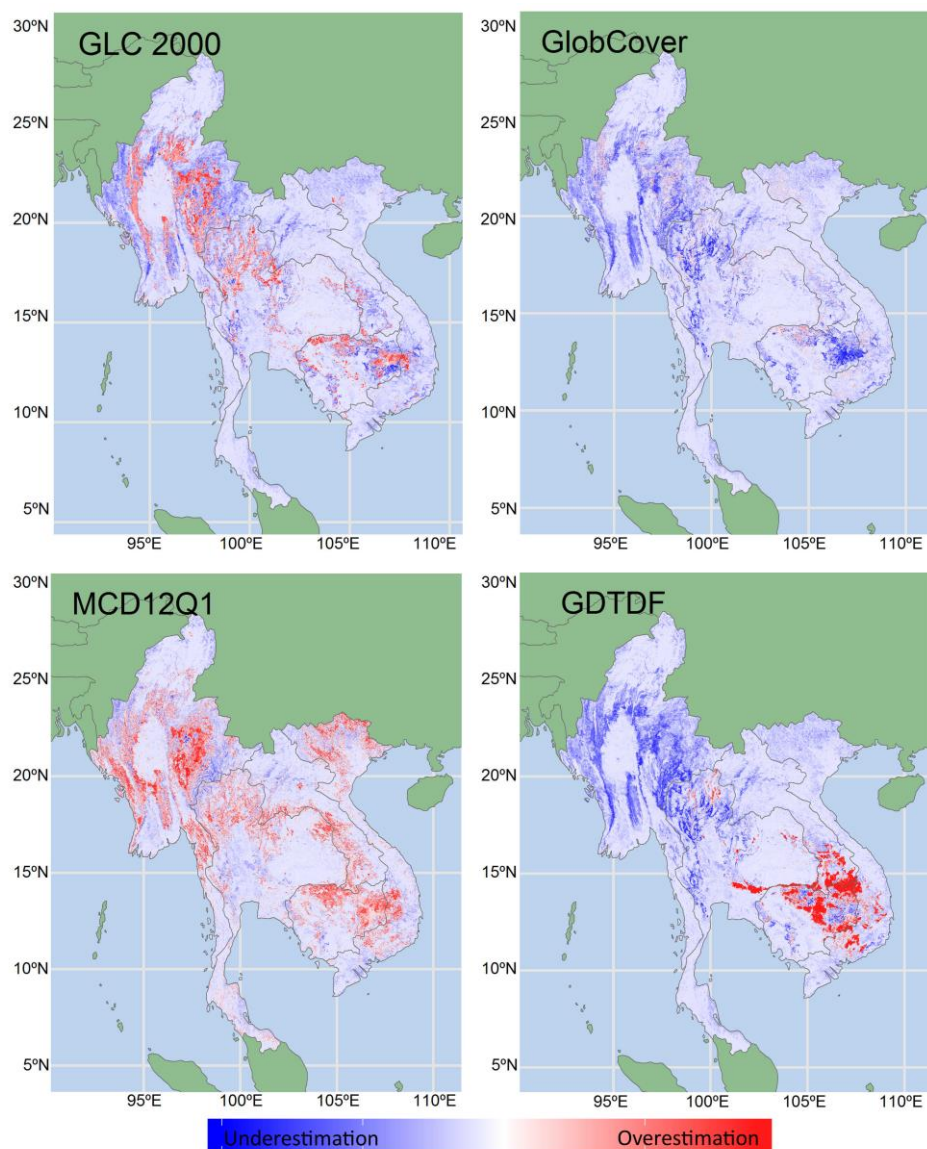 GLC 2000
30ºN
25ºN
20ºN
15ºN
10ºN
5ºN
95ºE 100ºE 105ºE 110ºE
GlobCover
30ºN
25ºN
20ºN
15ºN
10ºN
5ºN
95ºE 100ºE 105ºE 110ºE
MCD12Q1
30ºN
25ºN
20ºN
15ºN
10ºN
5ºN
95ºE 100ºE 105ºE 110ºE
GDTDF
30ºN
25ºN
20ºN
15ºN
10ºN
5ºN
95ºE 100ºE 105ºE 110ºE
Underestimation Overestimation